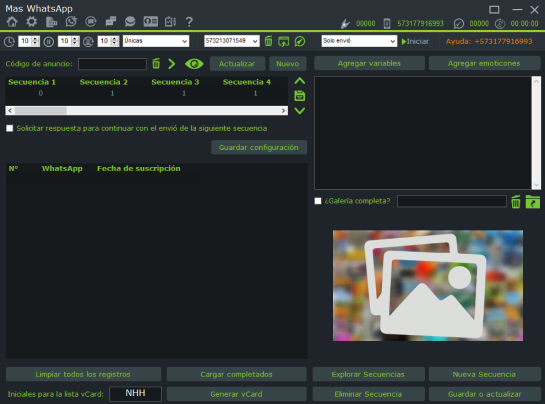 Mas WhatsApp
00000 573177916993 00000 00:00:00
10 10 10 Únicas 573213071549 Solo envió Iniciar Ayuda: +573177916993
Código de anuncio: Actualizar Nuevo Agregar variables Agregar emoticones
Secuencia 1 Secuencia 2 Secuencia 3 Secuencia 4
0 1 1 1
Solicitar respuesta para continuar con el envió de la siguiente secuencia
Guardar configuración
N° WhatsApp Fecha de suscripción
¿Galería completa?
Limpiar todos los registros Cargar completados Explorar Secuencias Nueva Secuencia
Iniciales para la lista vCard: NHH Generar vCard Eliminar Secuencia Guardar o actualizar